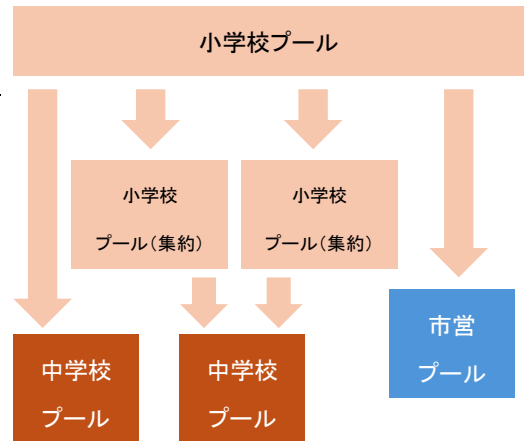 小学校プール
小学校
プール（集約）
小学校
プール（集約）
市営
プール
中学校
プール
中学校
プール